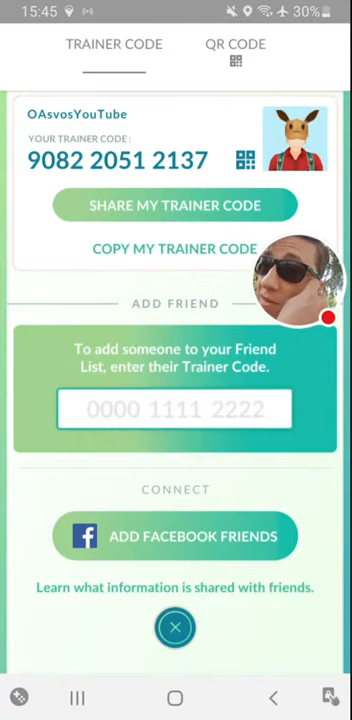 15:45
30%
TRAINER CODE
QR CODE
OAsvosYouTube
YOUR TRAINER CODE :
9082 2051 2137
SHARE MY TRAINER CODE
COPY MY TRAINER CODE
ADD FRIEND
To add someone to your Friend
List, enter their Trainer Code.
0000 1111 2222
CONNECT
f
ADD FACEBOOK FRIENDS
Learn what information is shared with friends.